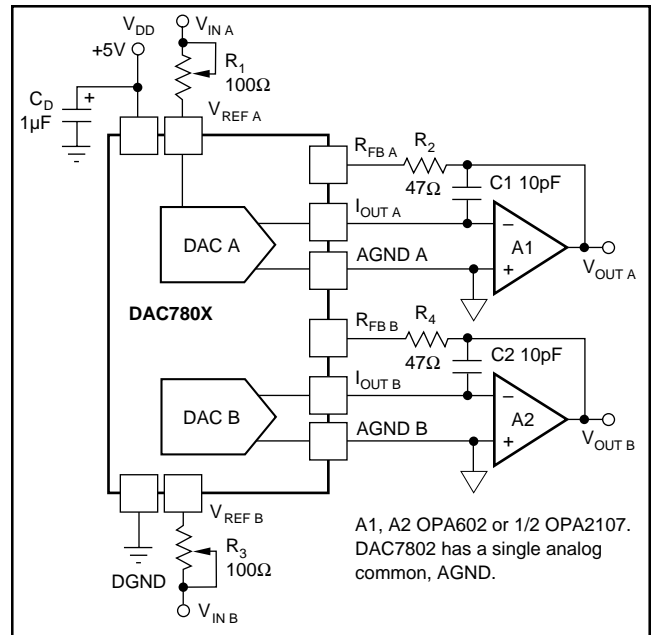 V_DD
+5V
V_IN A
R_1
100Ω
C_D
+
1µF
V_REF A
R_FB A
R_2
47Ω
C1 10pF
I_OUT A
DAC A
AGND A
–
A1
+
V_OUT A
DAC780X
R_FB B
R_4
47Ω
C2 10pF
I_OUT B
DAC B
AGND B
–
A2
+
V_OUT B
V_REF B
R_3
100Ω
DGND
V_IN B
A1, A2 OPA602 or 1/2 OPA2107.
DAC7802 has a single analog
common, AGND.